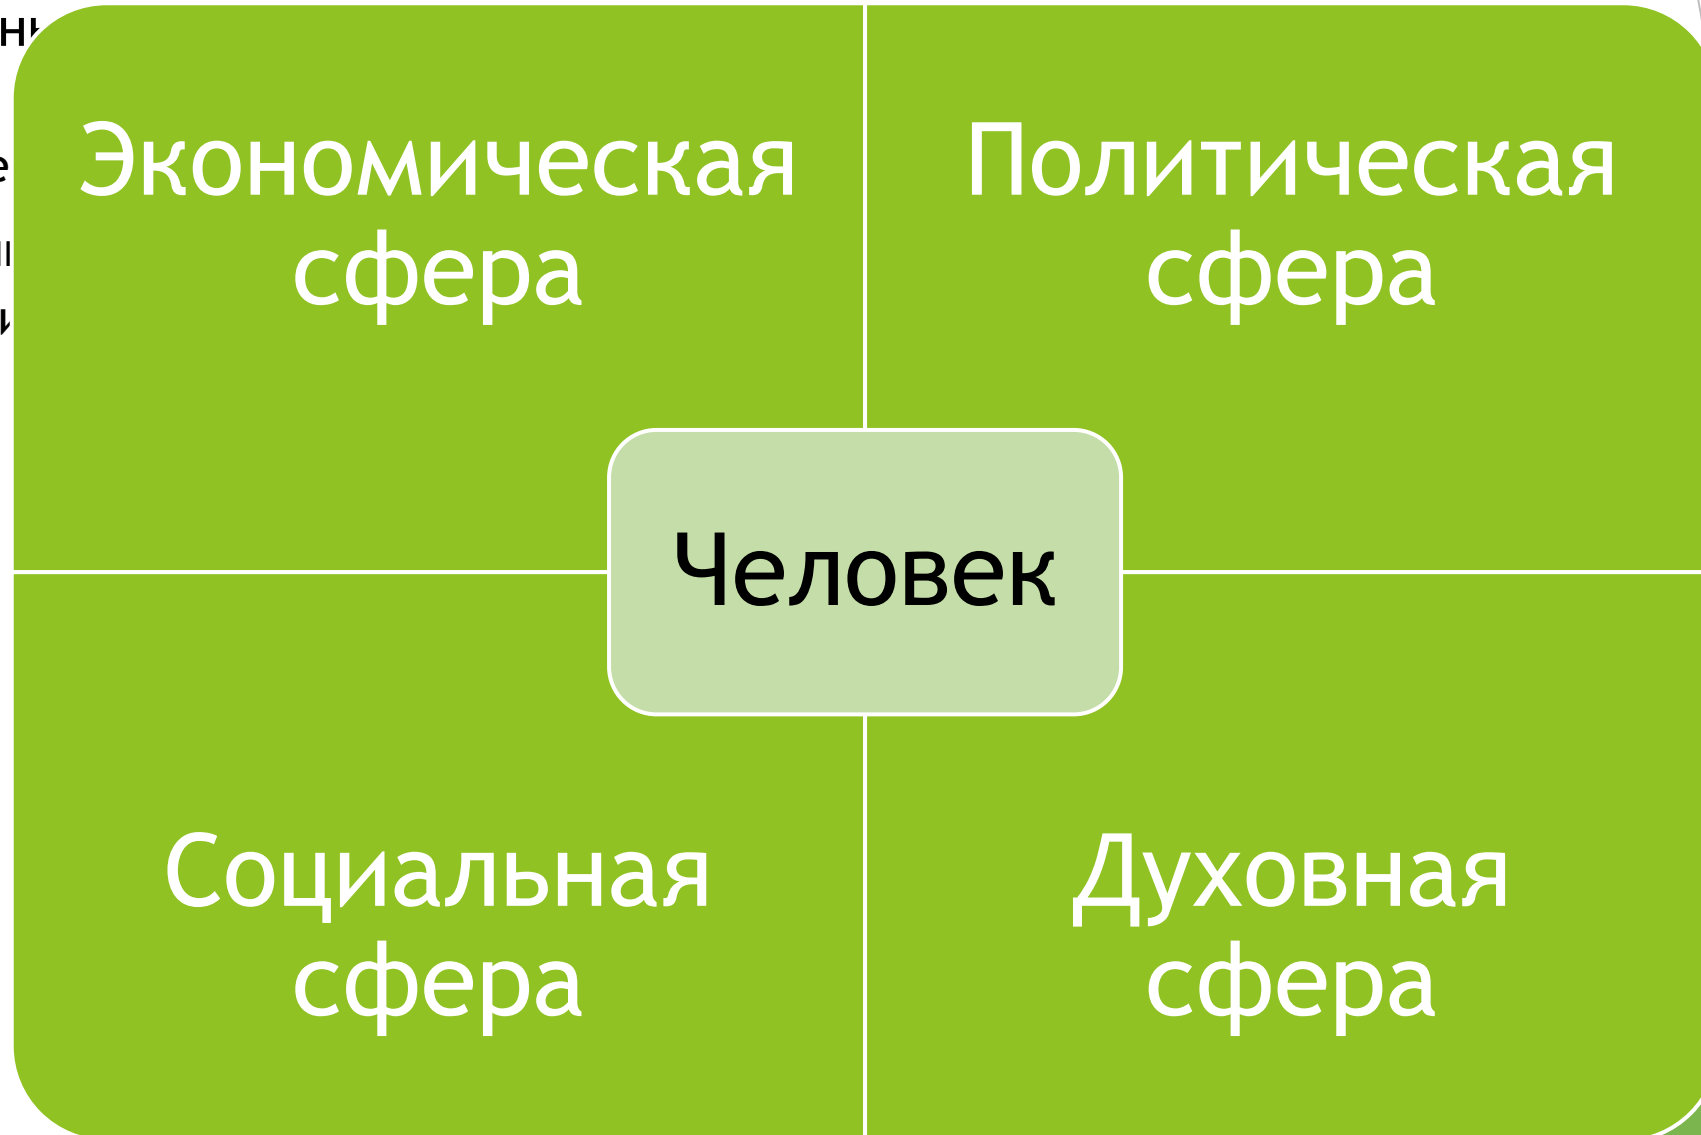 Экономическая
сфера
Политическая
сфера
Человек
Социальная
сфера
Духовная
сфера